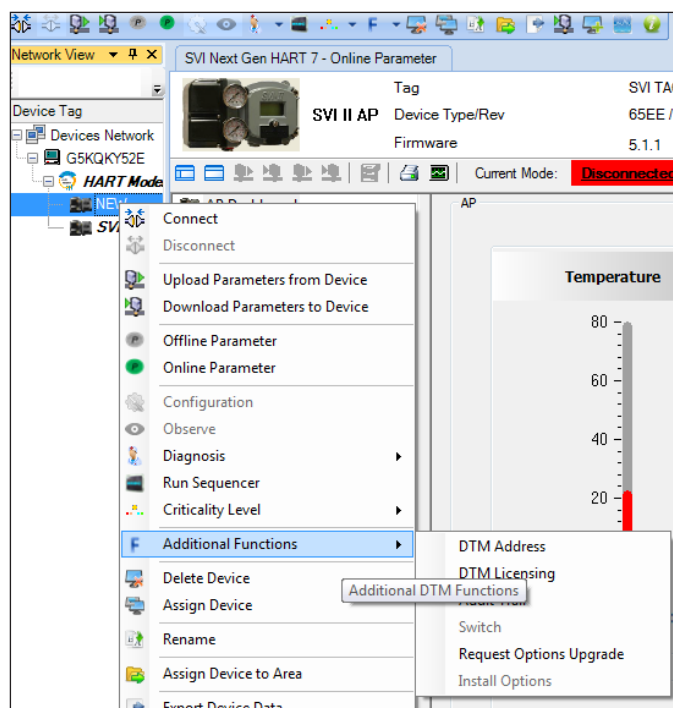 Network View
SVI Next Gen HART 7 - Online Parameter
Device Tag
Devices Network
G5KQKY52E
HART Mode
NEW
SVI
SVI II AP
Tag
SVI TA
Device Type/Rev
65EE /
Firmware
5.1.1
Current Mode:
Disconnected
AP
Temperature
80
60
40
20
Connect
Disconnect
Upload Parameters from Device
Download Parameters to Device
Offline Parameter
Online Parameter
Configuration
Observe
Diagnosis
Run Sequencer
Criticality Level
Additional Functions
Delete Device
Assign Device
Rename
Assign Device to Area
Export Device Data
DTM Address
DTM Licensing
Additional DTM Functions
Audit Trail
Switch
Request Options Upgrade
Install Options